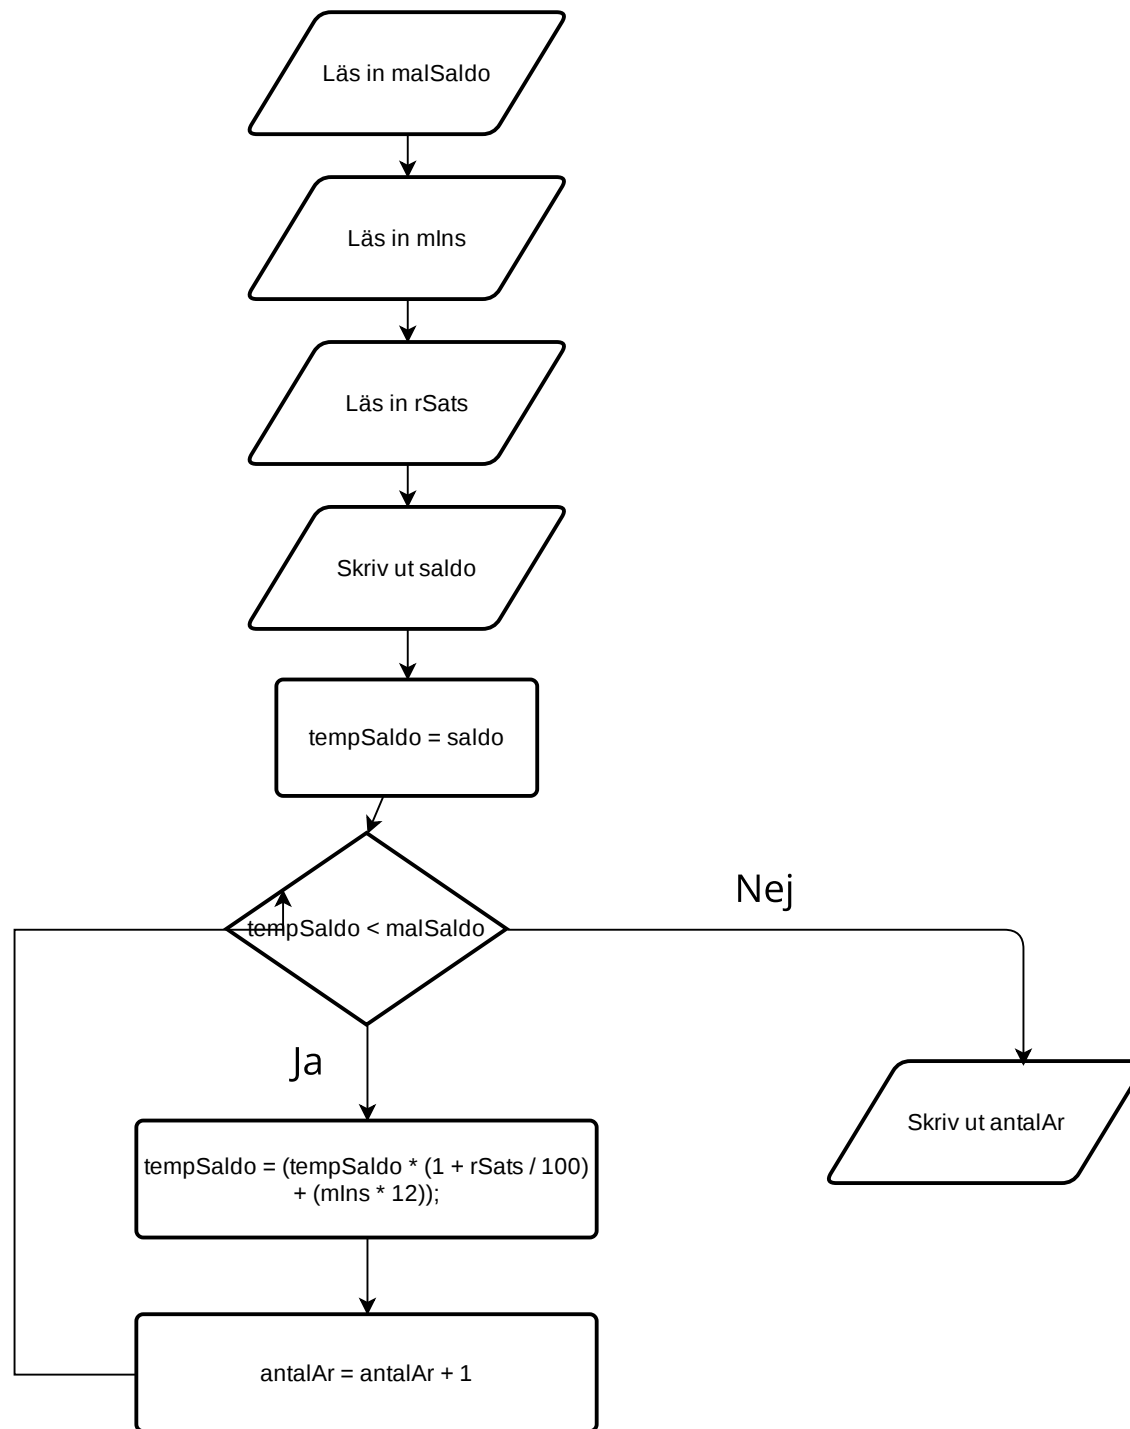 Läs in malSaldo
Läs in mIns
Läs in rSats
Skriv ut saldo
tempSaldo = saldo
tempSaldo < malSaldo
Nej
Ja
tempSaldo = (tempSaldo * (1 + rSats / 100)
+ (mIns * 12));
Skriv ut antalAr
antalAr = antalAr + 1